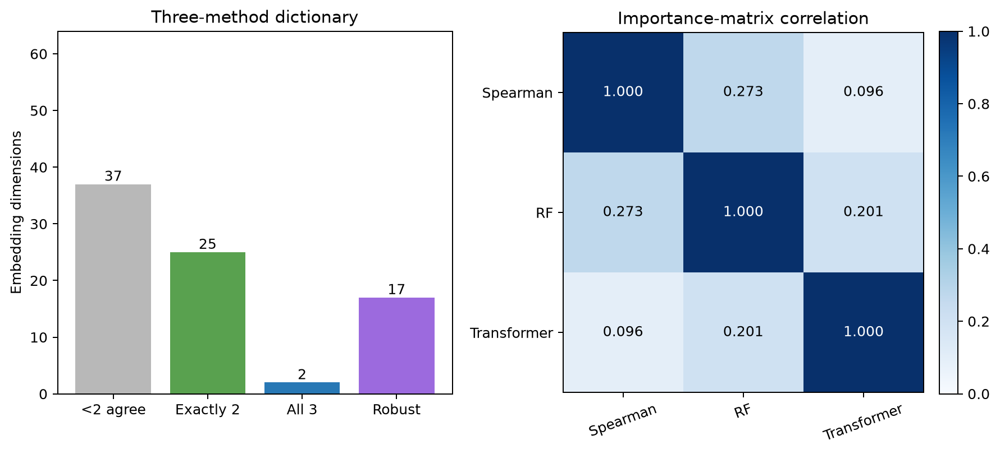 Three-method dictionary
Embedding dimensions
60
50
40
30
20
10
0
37
25
2
17
<2 agree
Exactly 2
All 3
Robust
Importance-matrix correlation
Spearman
RF
Transformer
1.000 0.273 0.096
0.273 1.000 0.201
0.096 0.201 1.000
Spearman
RF
Transformer
1.0
0.8
0.6
0.4
0.2
0.0